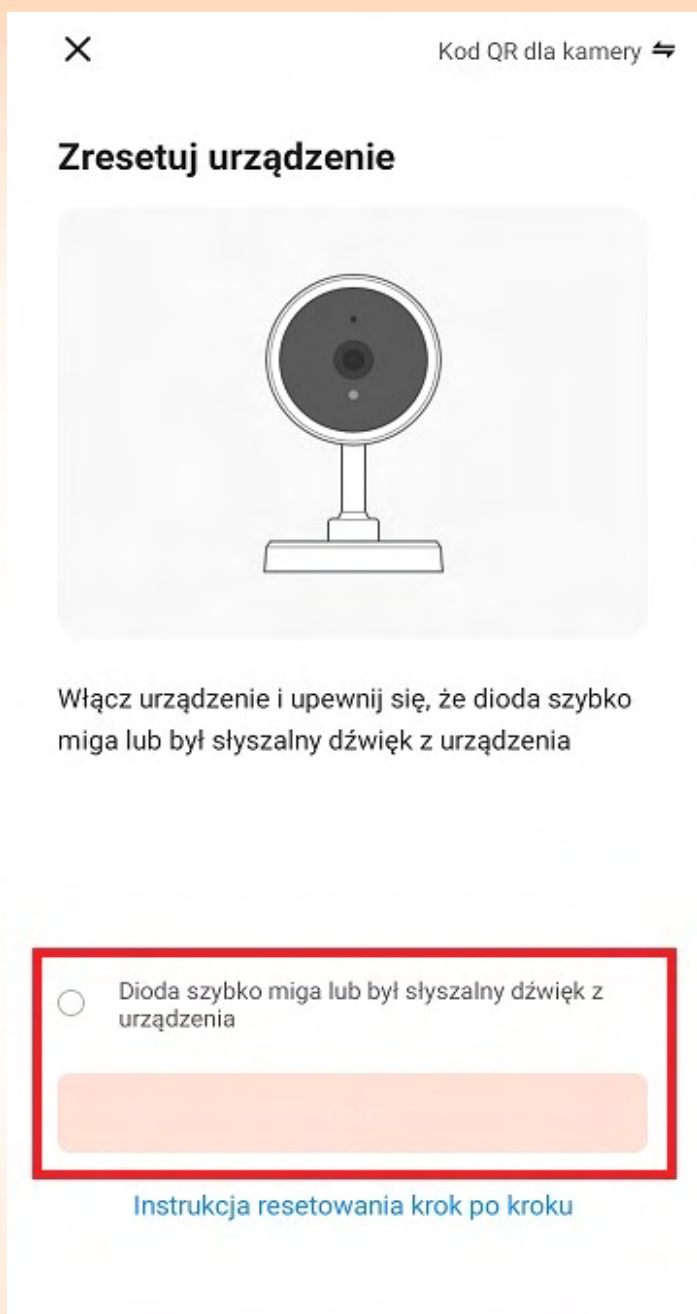 Kod QR dla kamery ⇋
Zresetuj urządzenie
Włącz urządzenie i upewnij się, że dioda szybko
miga lub był słyszalny dźwięk z urządzenia
Dioda szybko miga lub był słyszalny dźwięk z
urządzenia
Instrukcja resetowania krok po kroku